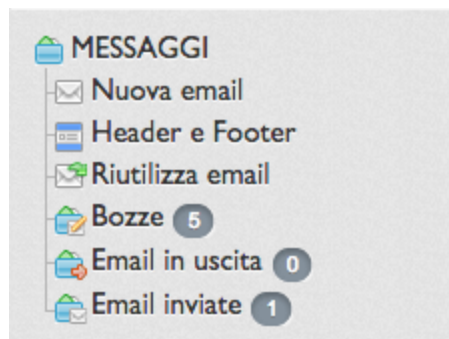 MESSAGGI
Nuova email
Header e Footer
Riutilizza email
Bozze 5
Email in uscita 0
Email inviate 1